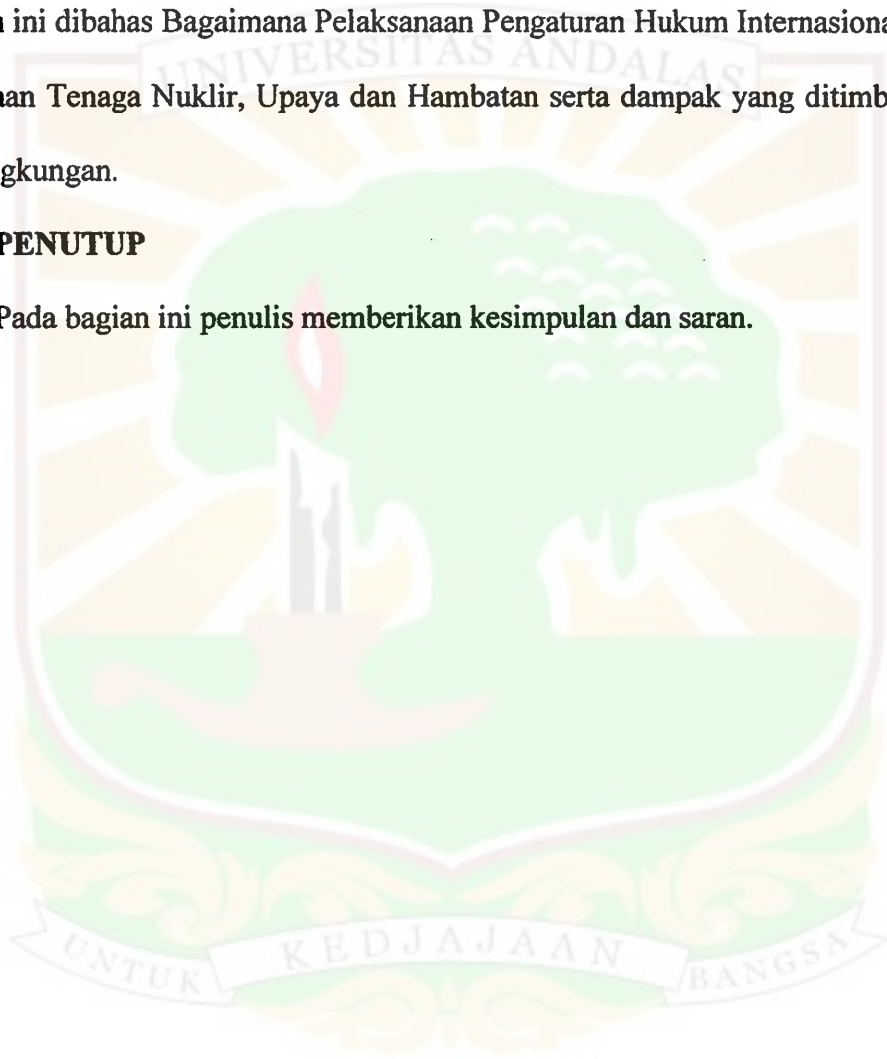 ini dibahas Bagaimana Pelaksanaan Pengaturan Hukum Internasiona
UNIVERSITAS ANDALAS
an Tenaga Nuklir, Upaya dan Hambatan serta dampak yang ditimb
gkungan.
PENUTUP
Pada bagian ini penulis memberikan kesimpulan dan saran.
UNTUK KEDJAJAAN BANGSA